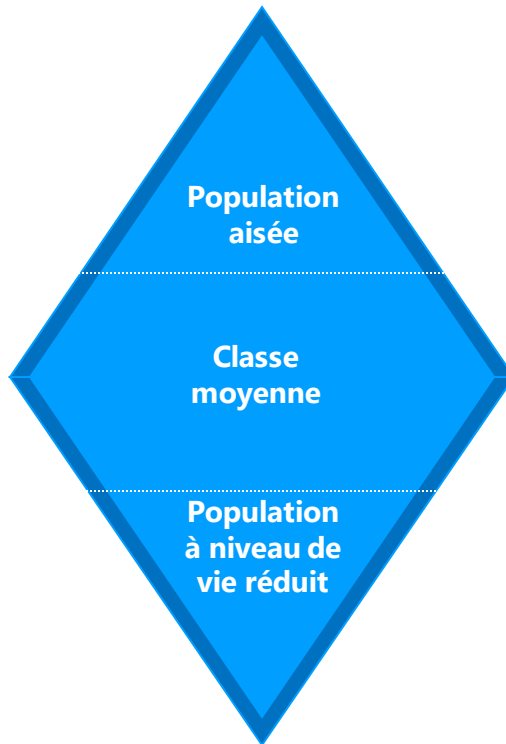 Population
aisée
Classe
moyenne
Population
à niveau de
vie réduit